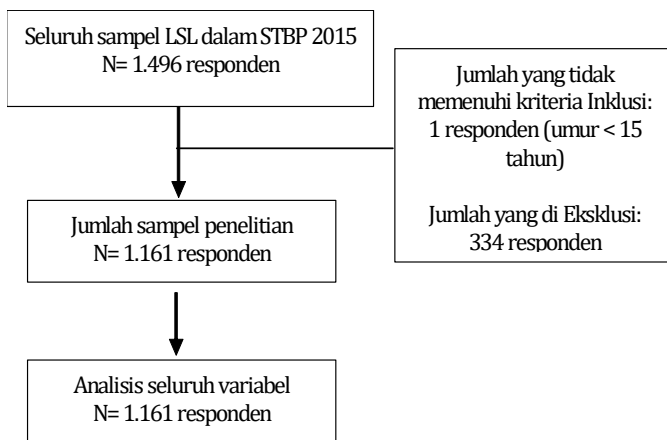 Seluruh sampel LSL dalam STBP 2015
N= 1.496 responden
Jumlah yang tidak
memenuhi kriteria Inklusi:
1 responden (umur < 15
tahun)
Jumlah yang di Eksklusi:
334 responden
Jumlah sampel penelitian
N= 1.161 responden
Analisis seluruh variabel
N= 1.161 responden